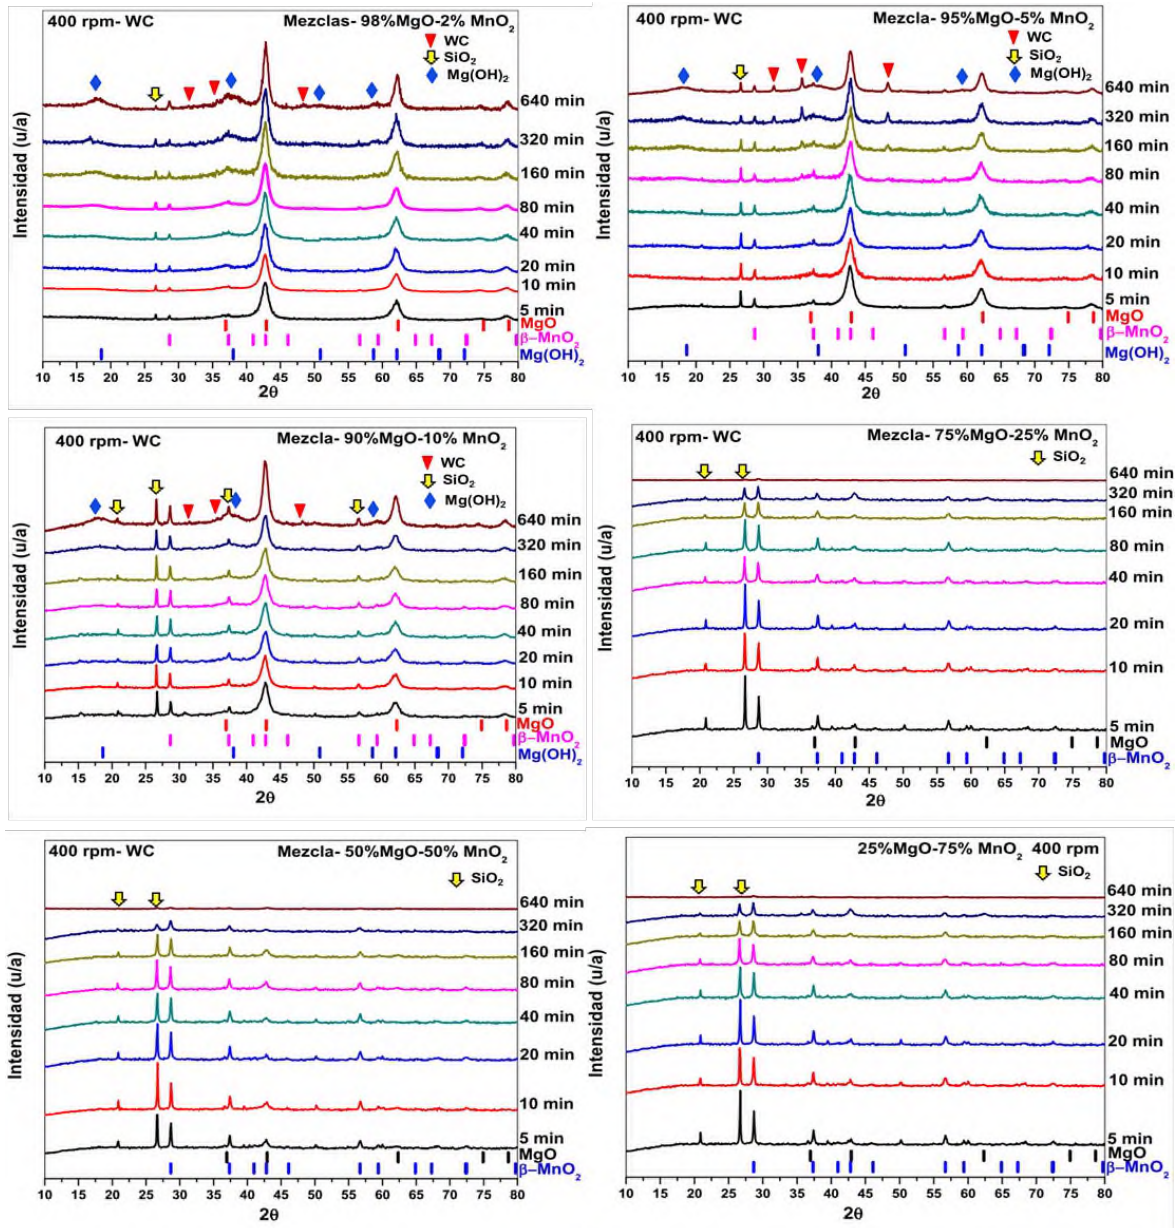 400 rpm- WC
Mezclas- 98%MgO-2% MnO2
WC
SiO2
Mg(OH)2
Intensidad (u/a)
640 min
320 min
160 min
80 min
40 min
20 min
10 min
5 min
MgO
β-MnO2
Mg(OH)2
10 15 20 25 30 35 40 45 50 55 60 65 70 75 80
2θ
400 rpm- WC
Mezcla- 95%MgO-5% MnO2
WC
SiO2
Mg(OH)2
Intensidad (u/a)
640 min
320 min
160 min
80 min
40 min
20 min
10 min
5 min
MgO
β-MnO2
Mg(OH)2
10 15 20 25 30 35 40 45 50 55 60 65 70 75 80
2θ
400 rpm- WC
Mezcla- 90%MgO-10% MnO2
WC
SiO2
Mg(OH)2
Intensidad (u/a)
640 min
320 min
160 min
80 min
40 min
20 min
10 min
5 min
MgO
β-MnO2
Mg(OH)2
10 15 20 25 30 35 40 45 50 55 60 65 70 75 80
2θ
400 rpm- WC
Mezcla- 75%MgO-25% MnO2
SiO2
Intensidad (u/a)
640 min
320 min
160 min
80 min
40 min
20 min
10 min
5 min
MgO
β-MnO2
10 15 20 25 30 35 40 45 50 55 60 65 70 75 80
2θ
400 rpm- WC
Mezcla- 50%MgO-50% MnO2
SiO2
Intensidad (u/a)
640 min
320 min
160 min
80 min
40 min
20 min
10 min
5 min
MgO
β-MnO2
10 15 20 25 30 35 40 45 50 55 60 65 70 75 80
2θ
25%MgO-75% MnO2 400 rpm
SiO2
Intensidad (u/a)
640 min
320 min
160 min
80 min
40 min
20 min
10 min
5 min
MgO
β-MnO2
10 15 20 25 30 35 40 45 50 55 60 65 70 75 80
2θ